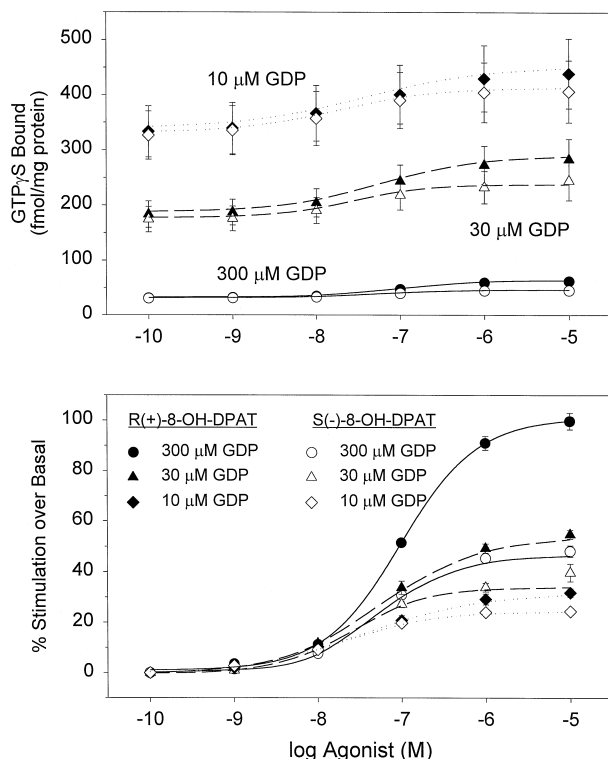 500
400
300
200
100
0
GTPγS Bound
(fmol/mg protein)
10 μM GDP
30 μM GDP
300 μM GDP
-10 -9 -8 -7 -6 -5
100
80
60
40
20
0
% Stimulation over Basal
R(+)-8-OH-DPAT S(-)-8-OH-DPAT
300 μM GDP 300 μM GDP
30 μM GDP 30 μM GDP
10 μM GDP 10 μM GDP
-10 -9 -8 -7 -6 -5
log Agonist (M)